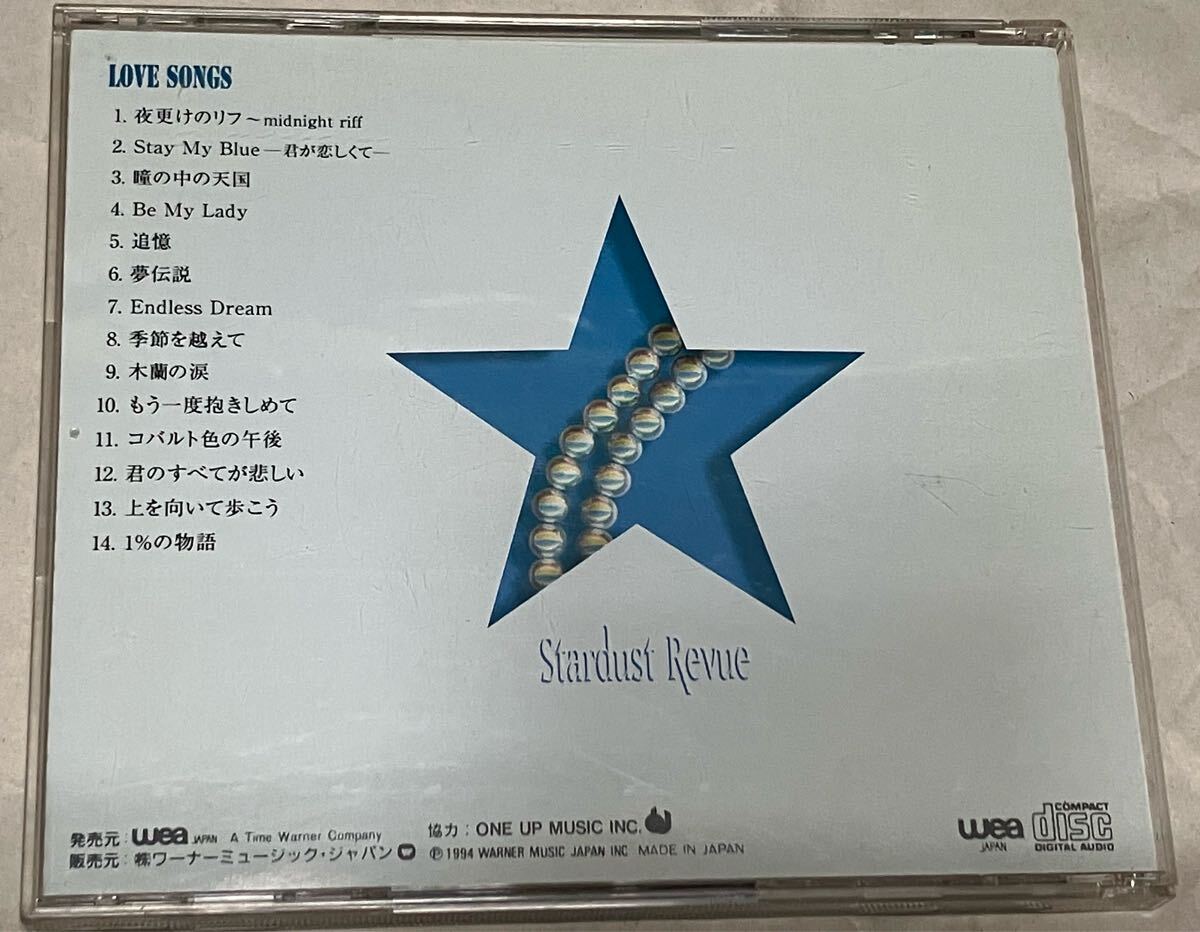 LOVE SONGS
1. 夜更けのリフ～midnight riff
2. Stay My Blue―君が恋しくて―
3. 瞳の中の天国
4. Be My Lady
5. 追憶
6. 夢伝説
7. Endless Dream
8. 季節を越えて
9. 木蘭の涙
10. もう一度抱きしめて
11. コバルト色の午後
12. 君のすべてが悲しい
13. 上を向いて歩こう
14. 1%の物語
Stardust Revue
発売元：wea JAPAN A Time Warner Company
販売元：㈱ワーナーミュージック・ジャパン
協力：ONE UP MUSIC INC.
Ⓟ1994 WARNER MUSIC JAPAN INC. MADE IN JAPAN
wea JAPAN
COMPACT disc DIGITAL AUDIO